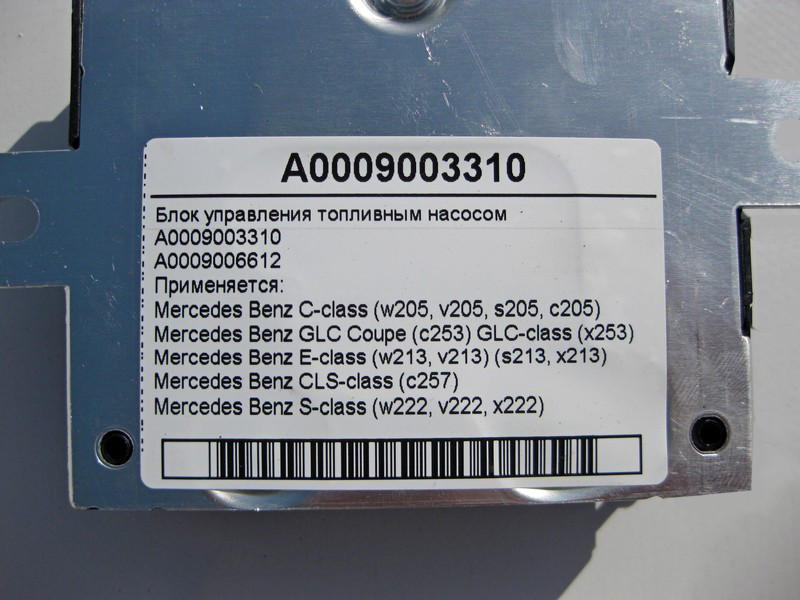 A0009003310
Блок управления топливным насосом
A0009003310
A0009006612
Применяется:
Mercedes Benz C-class (w205, v205, s205, c205)
Mercedes Benz GLC Coupe (c253) GLC-class (x253)
Mercedes Benz E-class (w213, v213) (s213, x213)
Mercedes Benz CLS-class (c257)
Mercedes Benz S-class (w222, v222, x222)